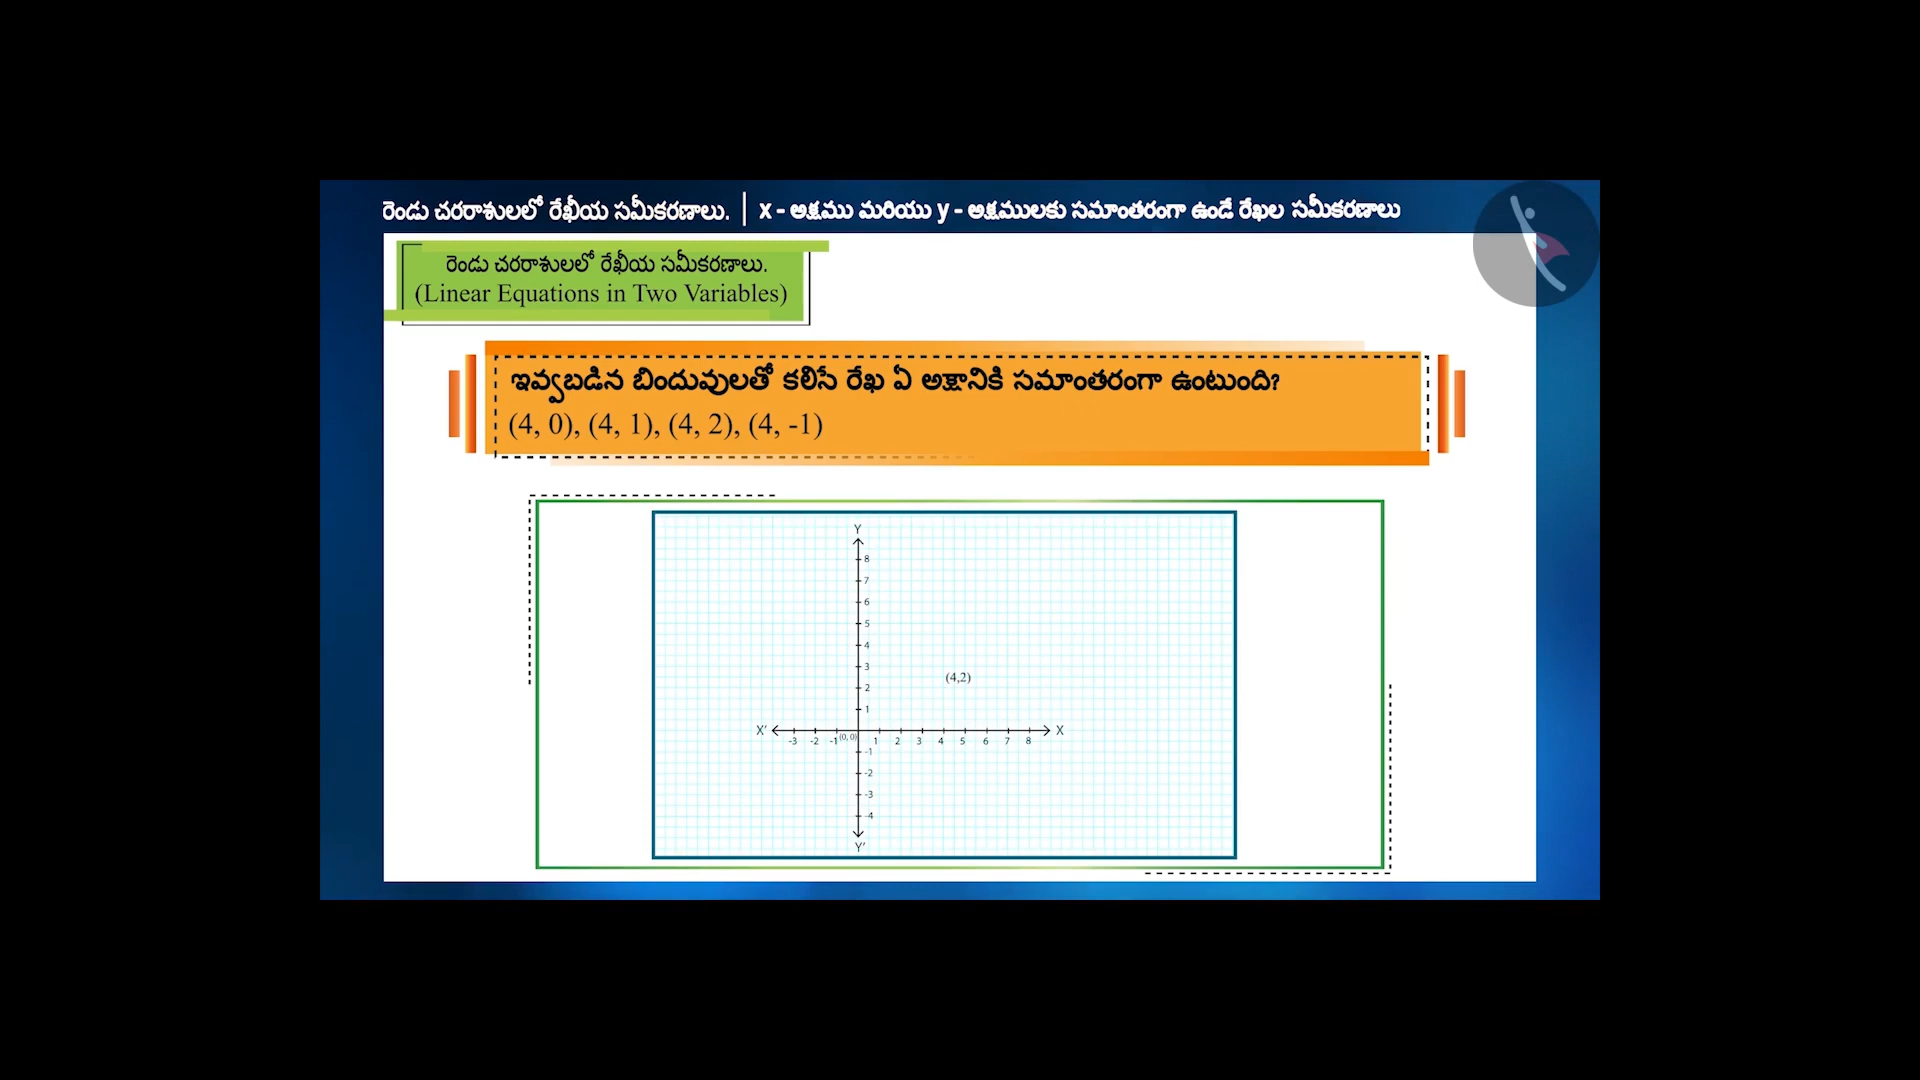 రెండు చరరాశులలో రేఖీయ సమీకరణాలు. | x - అక్షము మరియు y - అక్షములకు సమాంతరంగా ఉండే రేఖల సమీకరణాలు
రెండు చరరాశులలో రేఖీయ సమీకరణాలు.
(Linear Equations in Two Variables)
ఇవ్వబడిన బిందువులతో కలిసే రేఖ ఏ అక్షానికి సమాంతరంగా ఉంటుంది?
(4, 0), (4, 1), (4, 2), (4, -1)
Y
8
7
6
5
4
3
(4,2)
2
1
X' X
-3 -2 -1 (0, 0) 1 2 3 4 5 6 7 8
-1
-2
-3
-4
Y'